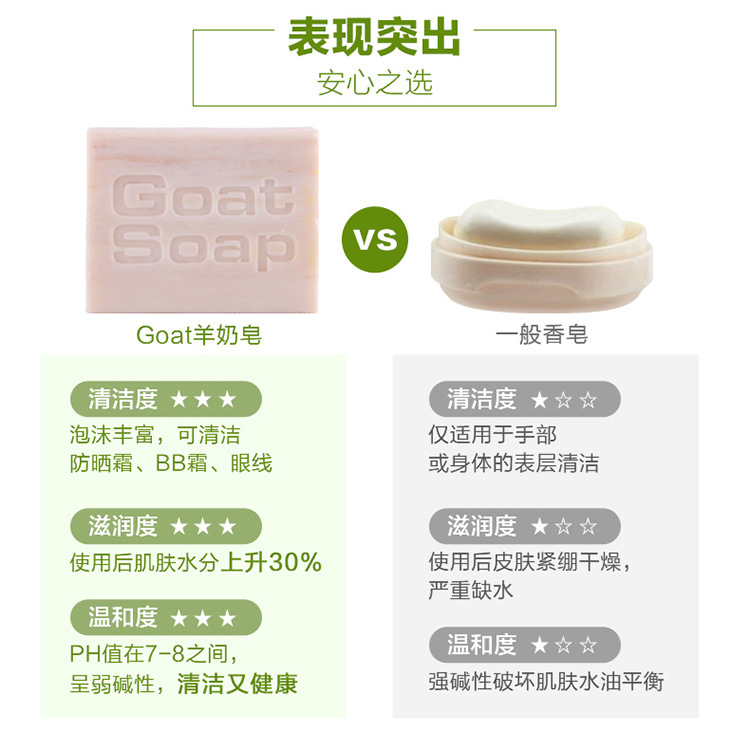 表现突出
安心之选
Goat
Soap
VS
Goat羊奶皂
一般香皂
清洁度 ★★★
泡沫丰富，可清洁
防晒霜、BB霜、眼线
滋润度 ★★★
使用后肌肤水分上升30%
温和度 ★★★
PH值在7-8之间，
呈弱碱性，清洁又健康
清洁度 ★☆☆
仅适用于手部
或身体的表层清洁
滋润度 ★☆☆
使用后皮肤紧绷干燥，
严重缺水
温和度 ★☆☆
强碱性破坏肌肤水油平衡